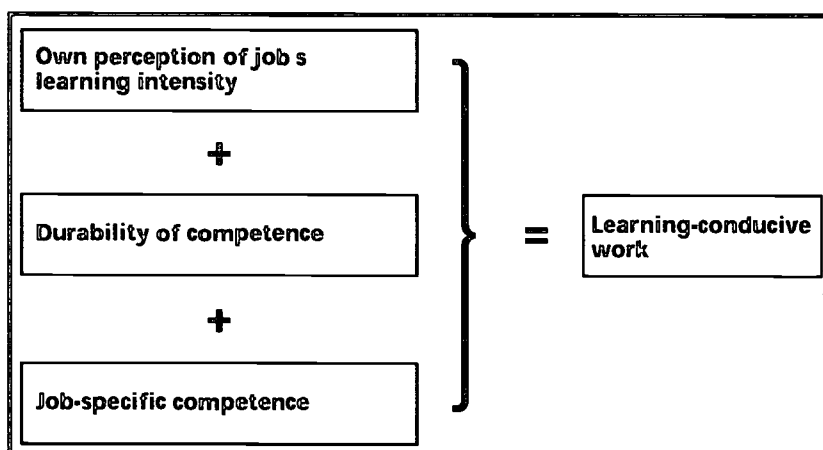 Own perception of job s
learning intensity
+
Durability of competence
+
Job-specific competence
=
Learning-conducive
work